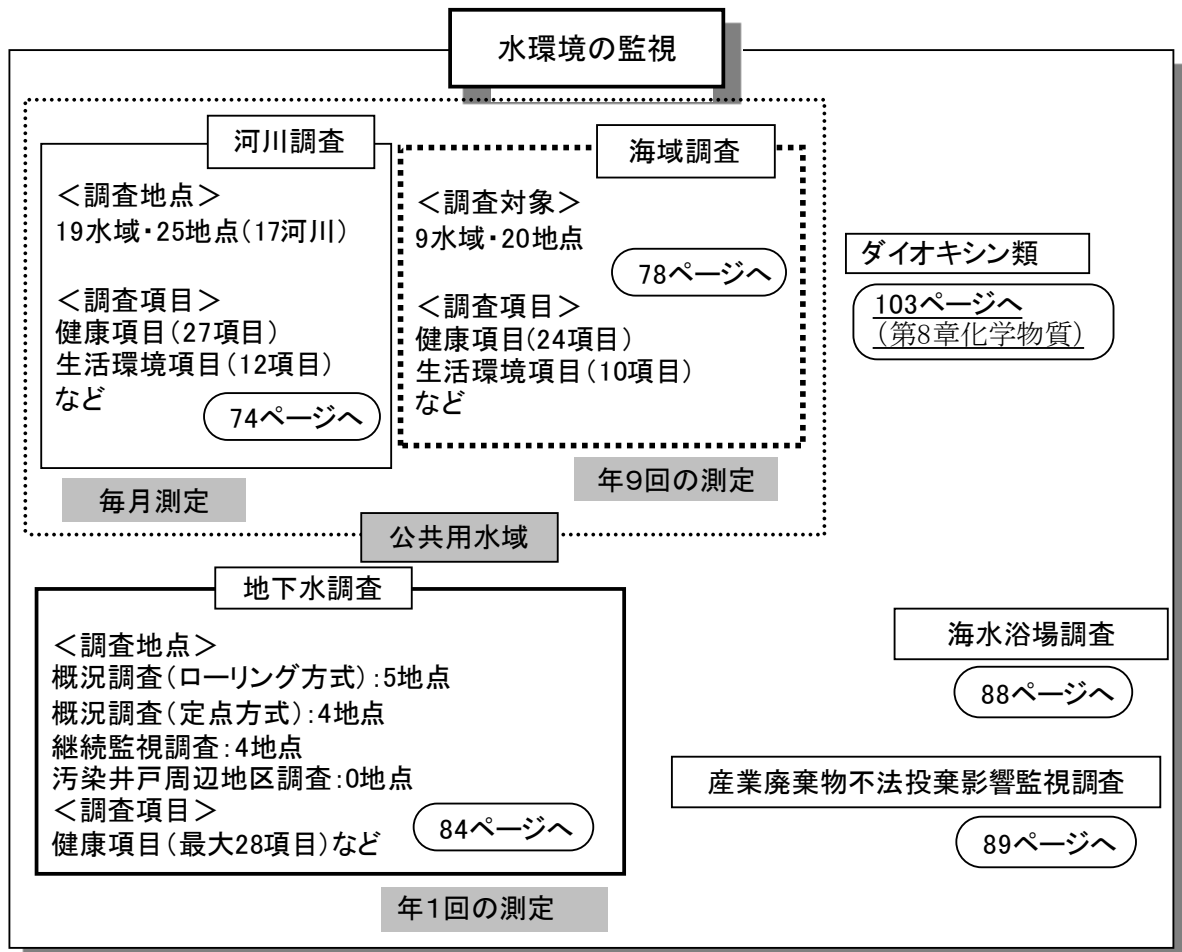 水環境の監視
河川調査
＜調査地点＞
19水域・25地点（17河川）
＜調査項目＞
健康項目（27項目）
生活環境項目（12項目）
など
74ページへ
毎月測定
海域調査
＜調査対象＞
9水域・20地点
78ページへ
＜調査項目＞
健康項目（24項目）
生活環境項目（10項目）
など
年９回の測定
公共用水域
ダイオキシン類
103ページへ
（第8章化学物質）
地下水調査
＜調査地点＞
概況調査（ローリング方式）：5地点
概況調査（定点方式）：4地点
継続監視調査：4地点
汚染井戸周辺地区調査：0地点
＜調査項目＞
健康項目（最大28項目）など
84ページへ
年１回の測定
海水浴場調査
88ページへ
産業廃棄物不法投棄影響監視調査
89ページへ